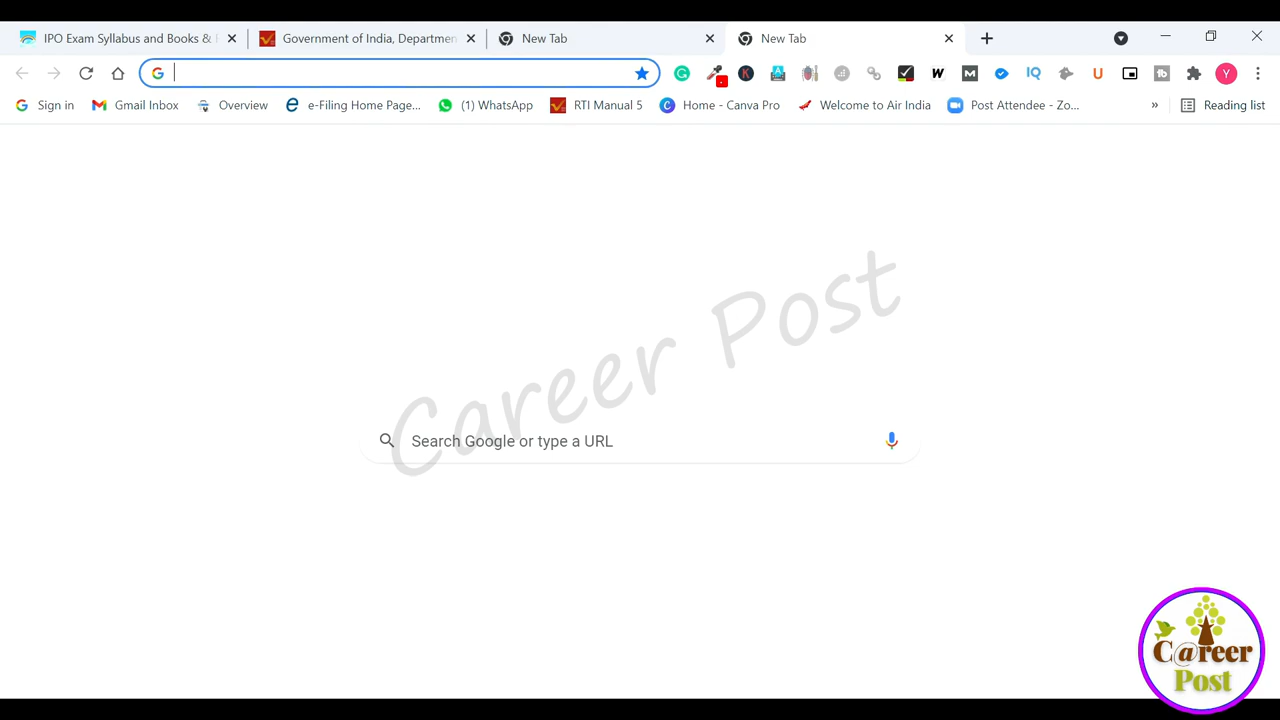 IPO Exam Syllabus and Books &
Government of India, Departmen
New Tab
New Tab
Sign in
Gmail Inbox
Overview
e-Filing Home Page...
(1) WhatsApp
RTI Manual 5
Home - Canva Pro
Welcome to Air India
Post Attendee - Zo...
»
Reading list
Career Post
Search Google or type a URL
C@reer
Post